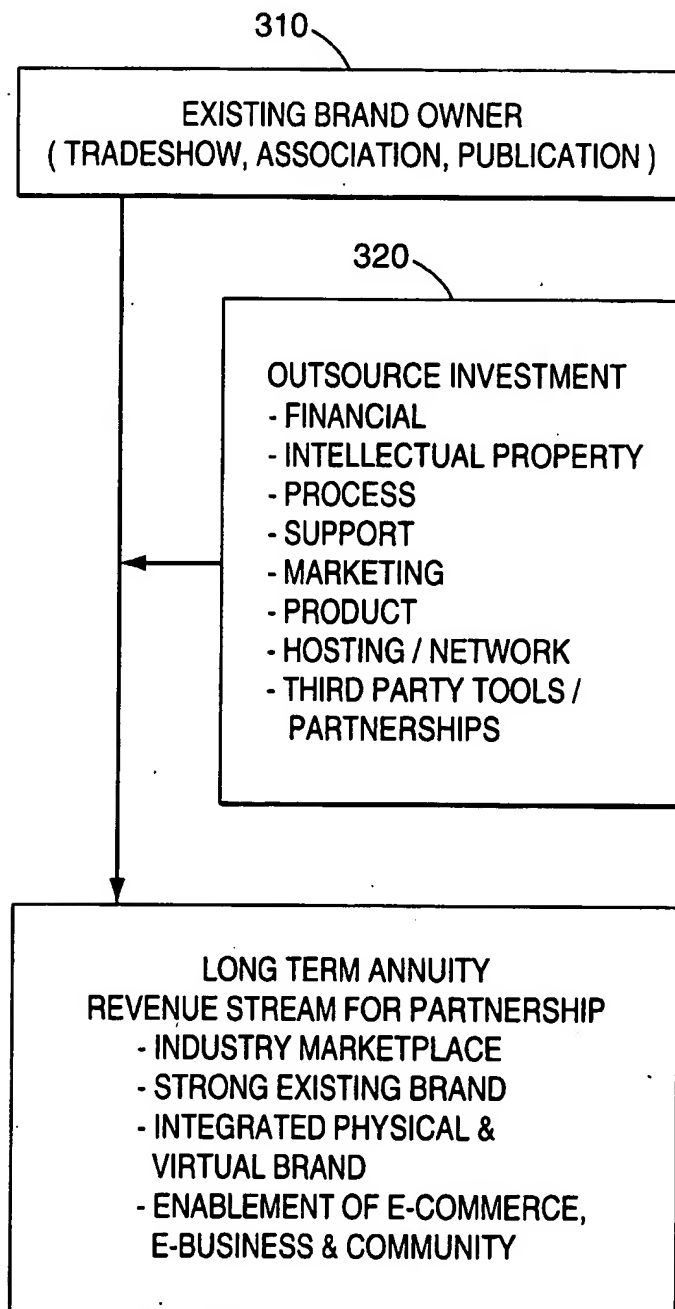 310
EXISTING BRAND OWNER
( TRADESHOW, ASSOCIATION, PUBLICATION )
320
OUTSOURCE INVESTMENT
- FINANCIAL
- INTELLECTUAL PROPERTY
- PROCESS
- SUPPORT
- MARKETING
- PRODUCT
- HOSTING / NETWORK
- THIRD PARTY TOOLS /
PARTNERSHIPS
LONG TERM ANNUITY
REVENUE STREAM FOR PARTNERSHIP
- INDUSTRY MARKETPLACE
- STRONG EXISTING BRAND
- INTEGRATED PHYSICAL &
VIRTUAL BRAND
- ENABLEMENT OF E-COMMERCE,
E-BUSINESS & COMMUNITY